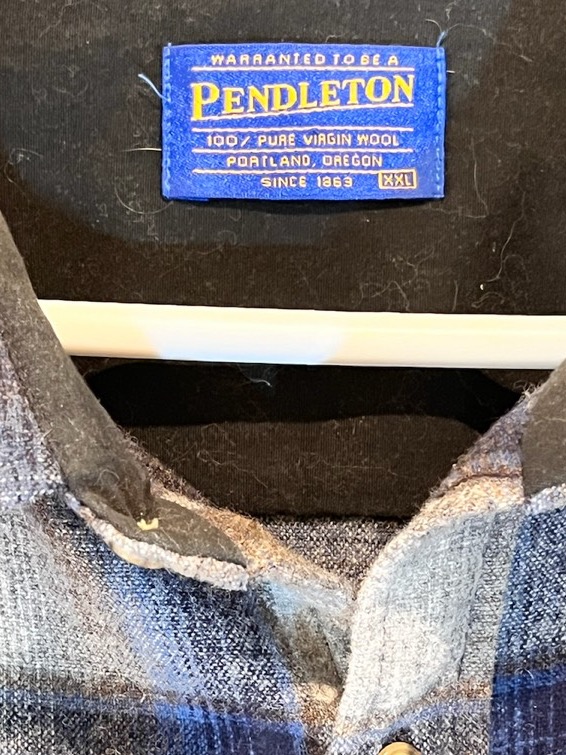 WARRANTED TO BE A
PENDLETON
100% PURE VIRGIN WOOL
PORTLAND, OREGON
SINCE 1863 XXL